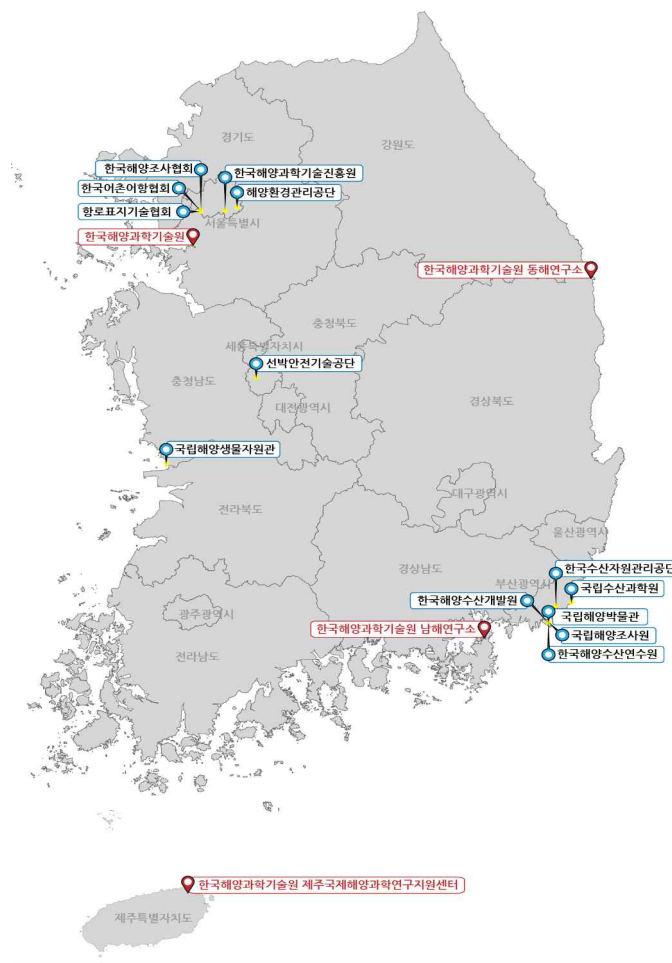 경기도
강원도
한국해양조사협회
한국해양과학기술진흥원
한국어촌어항협회
해양환경관리공단
항로표지기술협회
서울특별시
한국해양과학기술원
한국해양과학기술원 동해연구소
충청북도
세종특별자치시
선박안전기술공단
충청남도
대전광역시
경상북도
국립해양생물자원관
대구광역시
전라북도
울산광역시
경상남도
한국수산자원관리공단
부산광역시
국립수산과학원
한국해양수산개발원
국립해양박물관
광주광역시
한국해양과학기술원 남해연구소
국립해양조사원
한국해양수산연수원
전라남도
한국해양과학기술원 제주국제해양과학연구지원센터
제주특별자치도